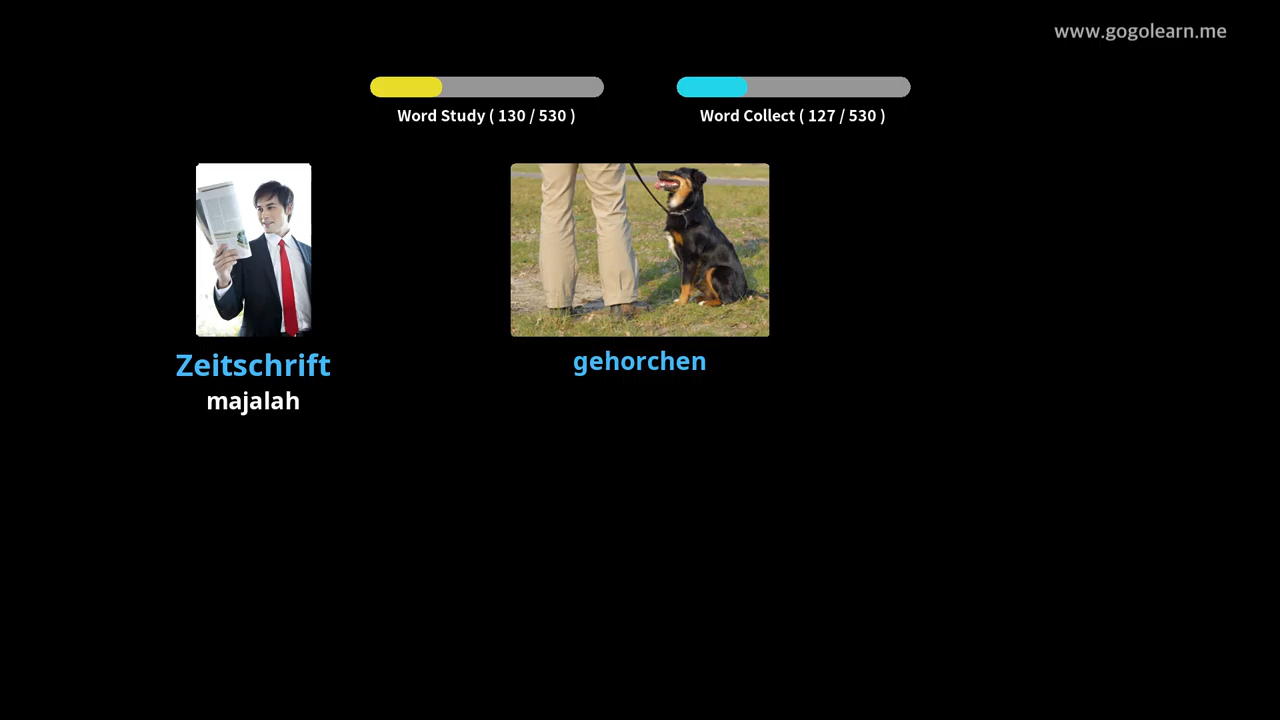 www.gogolearn.me
Word Study ( 130 / 530 )
Word Collect ( 127 / 530 )
Zeitschrift
majalah
gehorchen